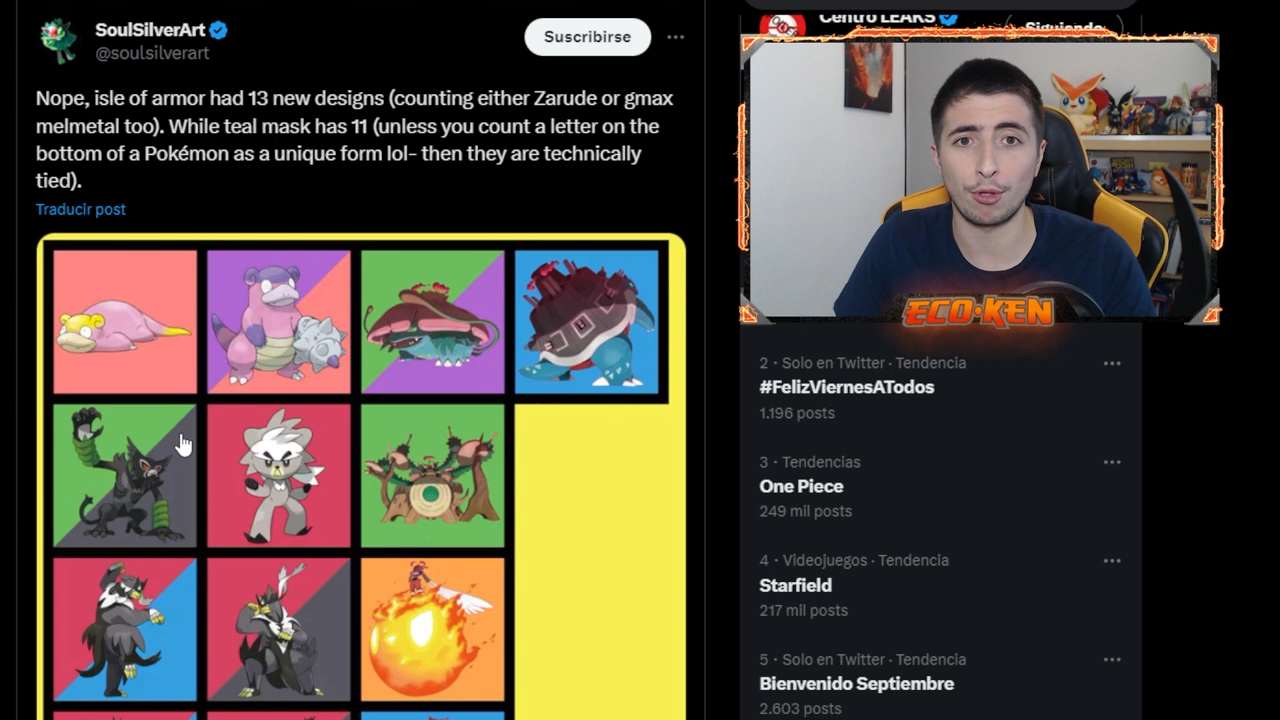 SoulSilverArt
@soulsilverart
Suscribirse
Nope, isle of armor had 13 new designs (counting either Zarude or gmax
melmetal too). While teal mask has 11 (unless you count a letter on the
bottom of a Pokémon as a unique form lol- then they are technically
tied).
Traducir post
Centro LEAKS
Siguiendo
ECO·KEN
2 · Solo en Twitter · Tendencia
#FelizViernesATodos
1.196 posts
3 · Tendencias
One Piece
249 mil posts
4 · Videojuegos · Tendencia
Starfield
217 mil posts
5 · Solo en Twitter · Tendencia
Bienvenido Septiembre
2.603 posts